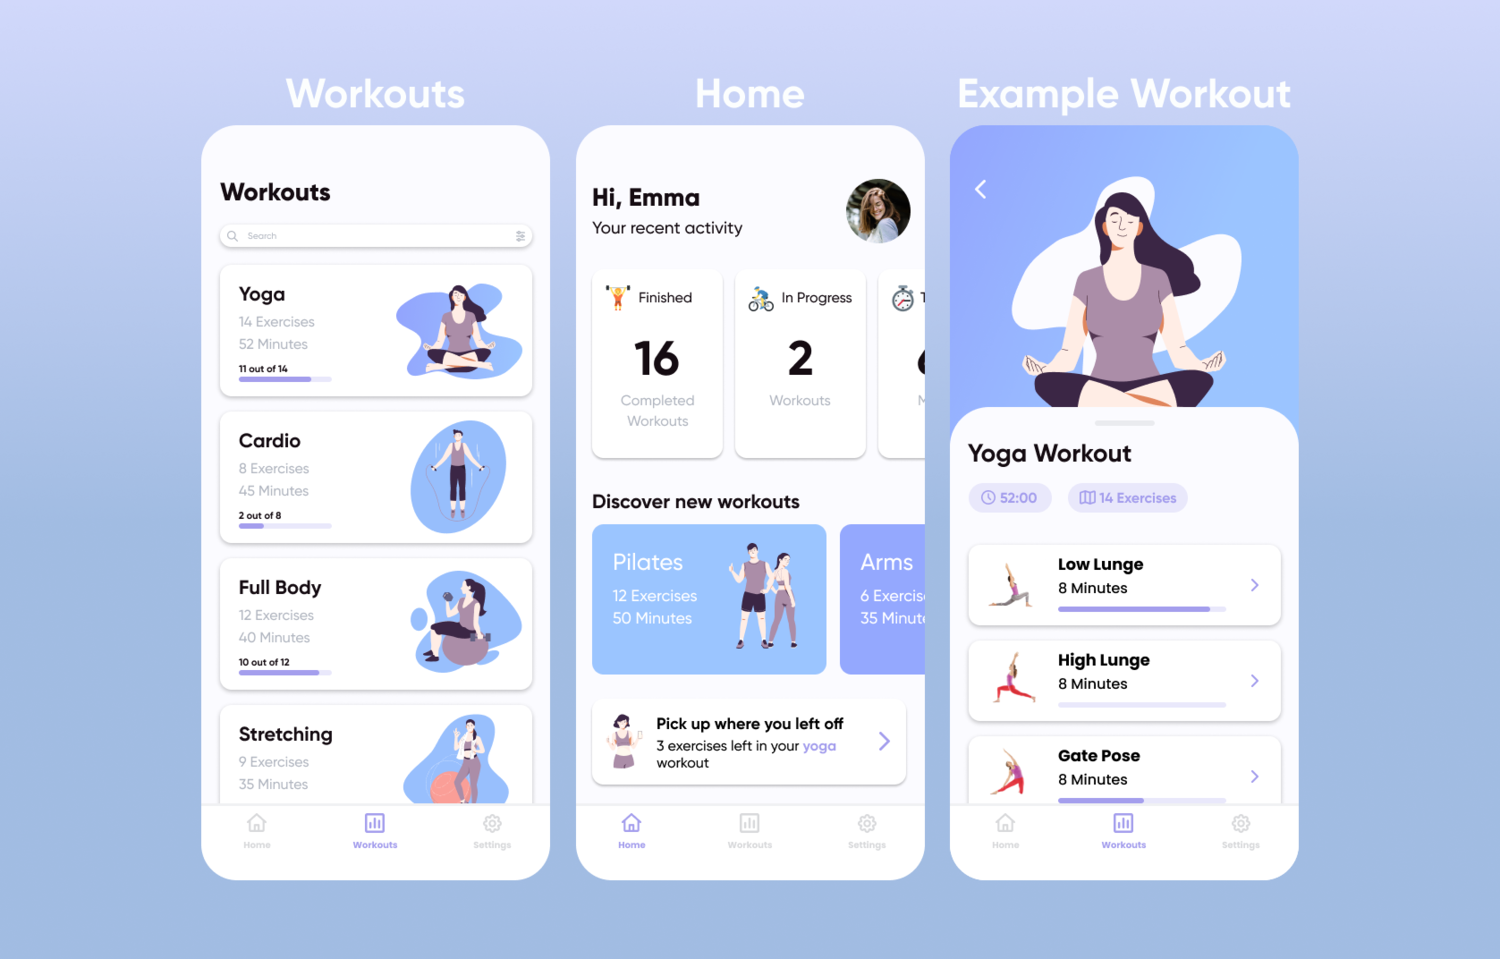 Workouts
Workouts
Search
Yoga
14 Exercises
52 Minutes
11 out of 14
Cardio
8 Exercises
45 Minutes
2 out of 8
Full Body
12 Exercises
40 Minutes
10 out of 12
Stretching
9 Exercises
35 Minutes
Home
Workouts
Settings
Home
Hi, Emma
Your recent activity
Finished
16
Completed
Workouts
In Progress
2
Workouts
Discover new workouts
Pilates
12 Exercises
50 Minutes
Arms
6 Exercis
35 Minut
Pick up where you left off
3 exercises left in your yoga
workout
Home
Workouts
Settings
Example Workout
Yoga Workout
52:00
14 Exercises
Low Lunge
8 Minutes
High Lunge
8 Minutes
Gate Pose
8 Minutes
Home
Workouts
Settings